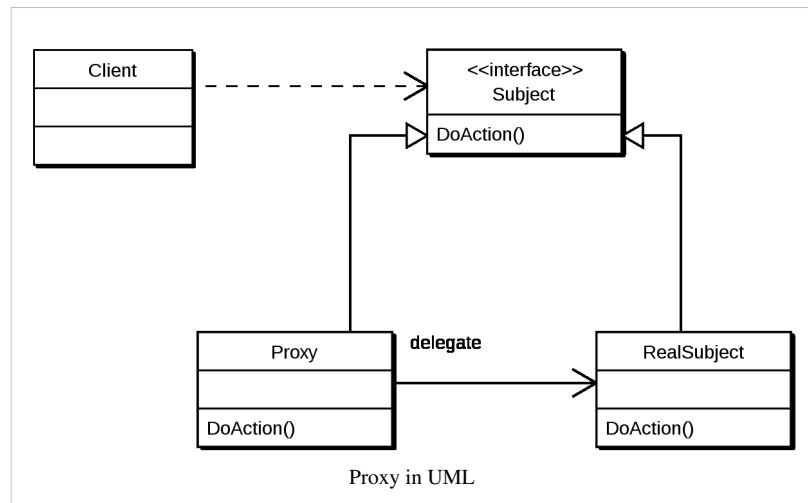 Client
<<interface>>
Subject
DoAction()
Proxy
DoAction()
delegate
RealSubject
DoAction()
Proxy in UML